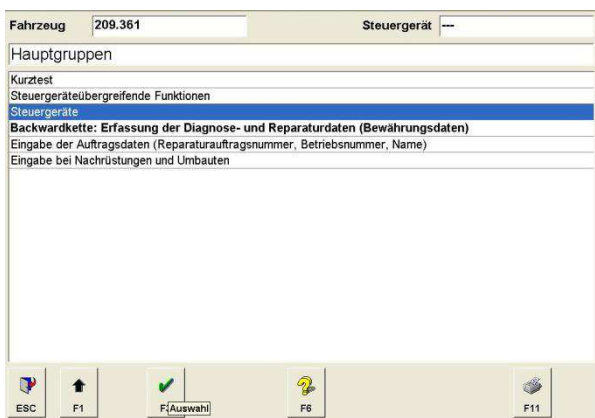 Fahrzeug 209.361 Steuergerät ---
Hauptgruppen
Kurztest
Steuergeräteübergreifende Funktionen
Steuergeräte
Backwardkette: Erfassung der Diagnose- und Reparaturdaten (Bewährungsdaten)
Eingabe der Auftragsdaten (Reparaturauftragsnummer, Betriebsnummer, Name)
Eingabe bei Nachrüstungen und Umbauten
ESC F1 Auswahl F6 F11